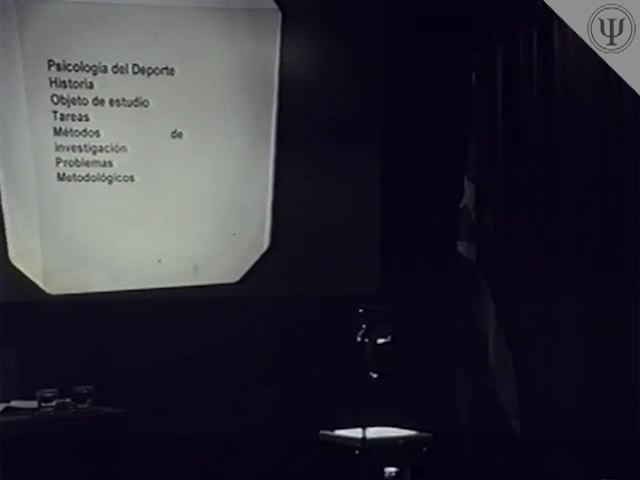 Psicología del Deporte
Historia
Objeto de estudio
Tareas
Métodos de
investigación
Problemas
Metodológicos
Ψ